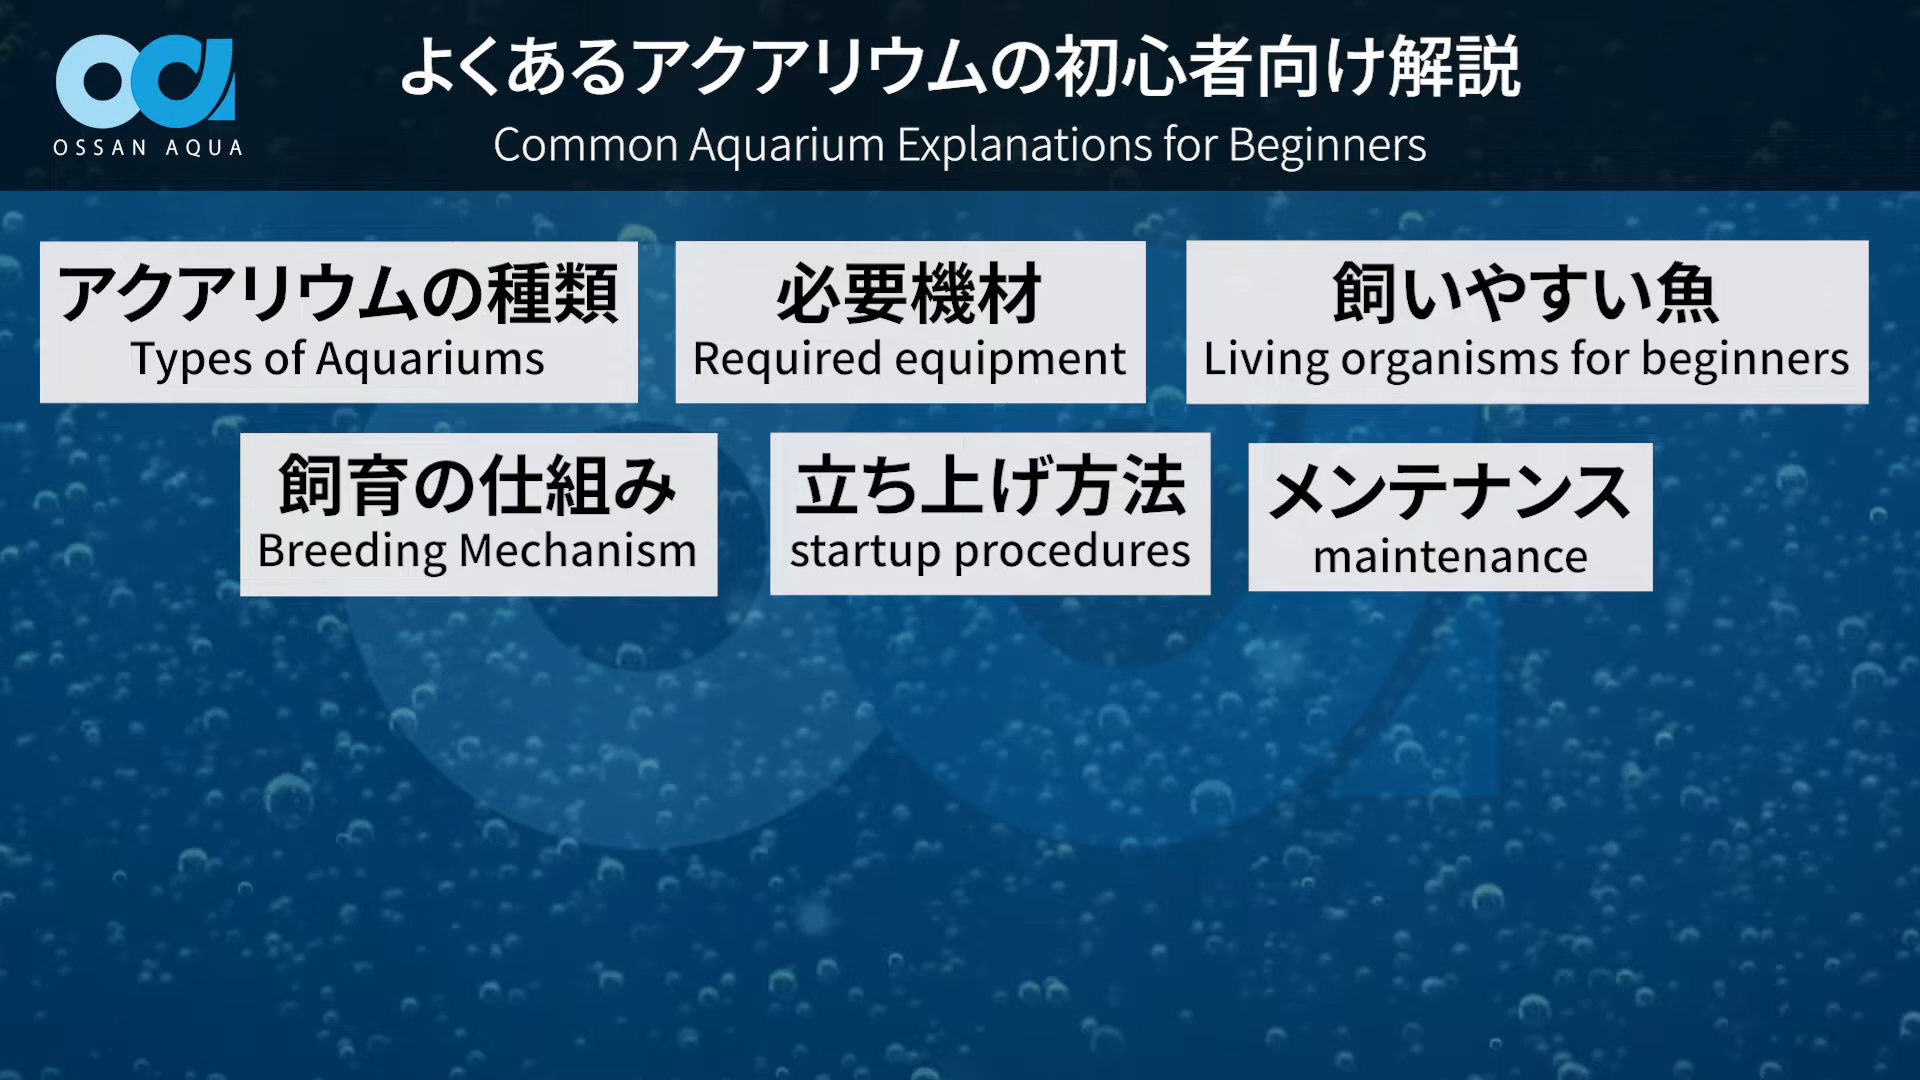 OSSAN AQUA
よくあるアクアリウムの初心者向け解説
Common Aquarium Explanations for Beginners
アクアリウムの種類
Types of Aquariums
必要機材
Required equipment
飼いやすい魚
Living organisms for beginners
飼育の仕組み
Breeding Mechanism
立ち上げ方法
startup procedures
メンテナンス
maintenance